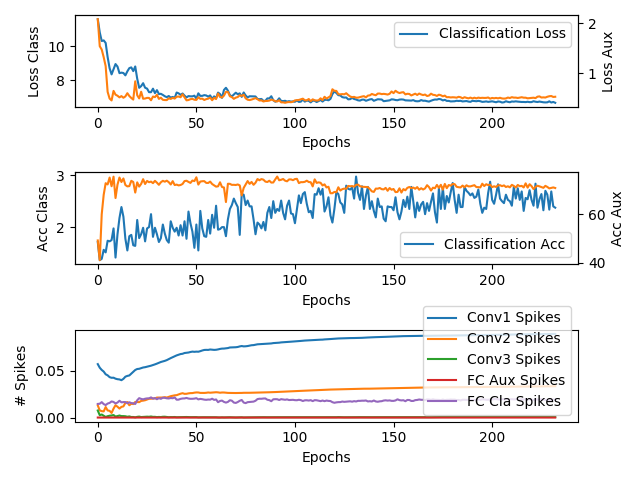 10
8
Loss Class
Classification Loss
2
1
Loss Aux
0 50 100 150 200
Epochs
3
2
Acc Class
Classification Acc
60
40
Acc Aux
0 50 100 150 200
Epochs
0.05
0.00
# Spikes
Conv1 Spikes
Conv2 Spikes
Conv3 Spikes
FC Aux Spikes
FC Cla Spikes
0 50 100 150 200
Epochs